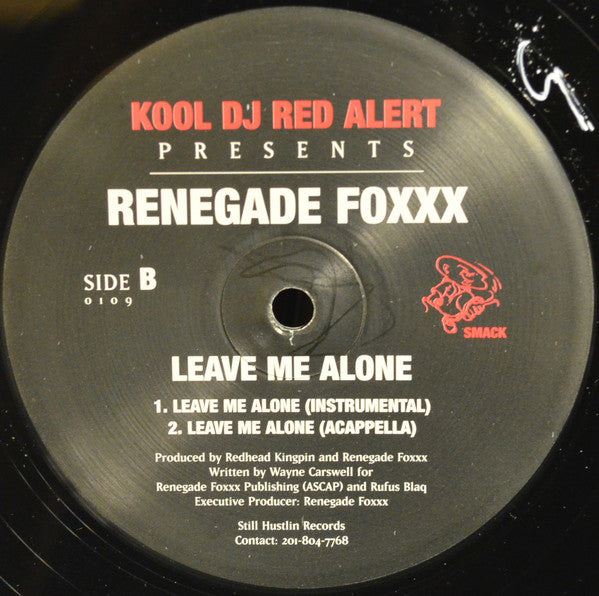 KOOL DJ RED ALERT
PRESENTS
RENEGADE FOXXX
SIDE B
0109
SMACK
LEAVE ME ALONE
1. LEAVE ME ALONE (INSTRUMENTAL)
2. LEAVE ME ALONE (ACAPPELLA)
Produced by Redhead Kingpin and Renegade Foxxx
Written by Wayne Carswell for
Renegade Foxxx Publishing (ASCAP) and Rufus Blaq
Executive Producer: Renegade Foxxx
Still Hustlin Records
Contact: 201-804-7768